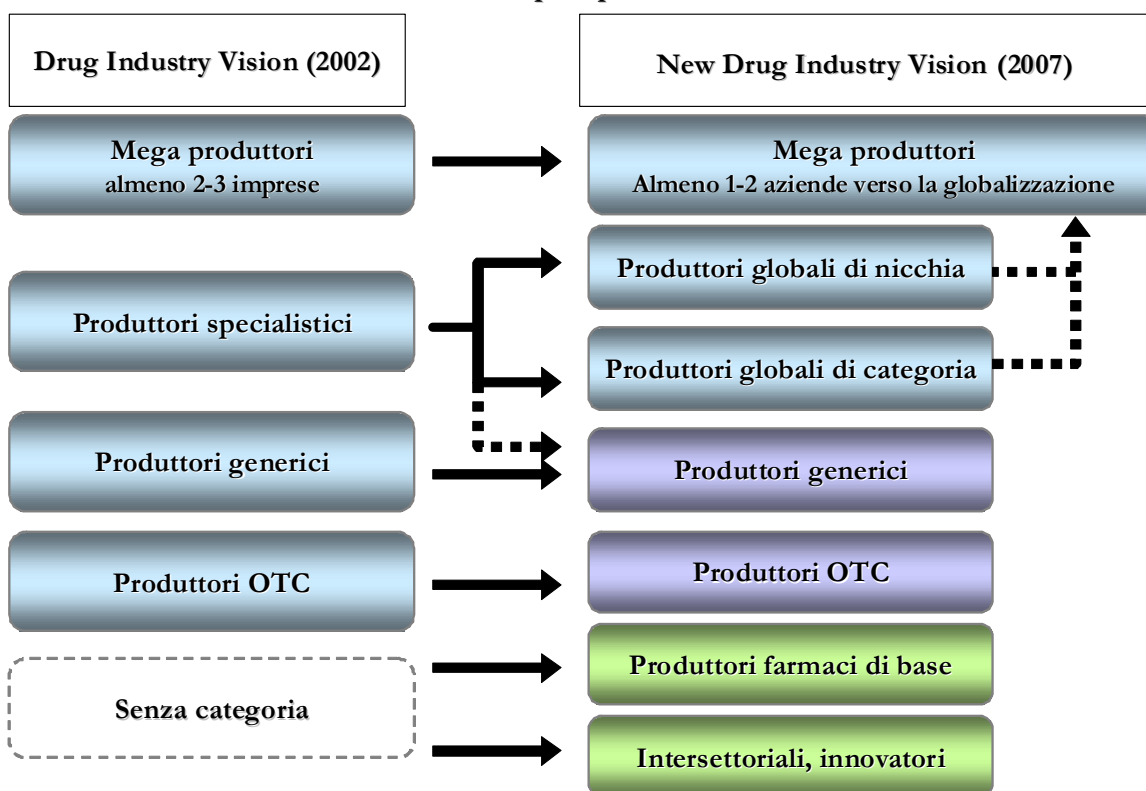 Drug Industry Vision (2002)
New Drug Industry Vision (2007)
Mega produttori
almeno 2-3 imprese
Mega produttori
Almeno 1-2 aziende verso la globalizzazione
Produttori specialistici
Produttori globali di nicchia
Produttori globali di categoria
Produttori generici
Produttori generici
Produttori OTC
Produttori OTC
Senza categoria
Produttori farmaci di base
Intersettoriali, innovatori